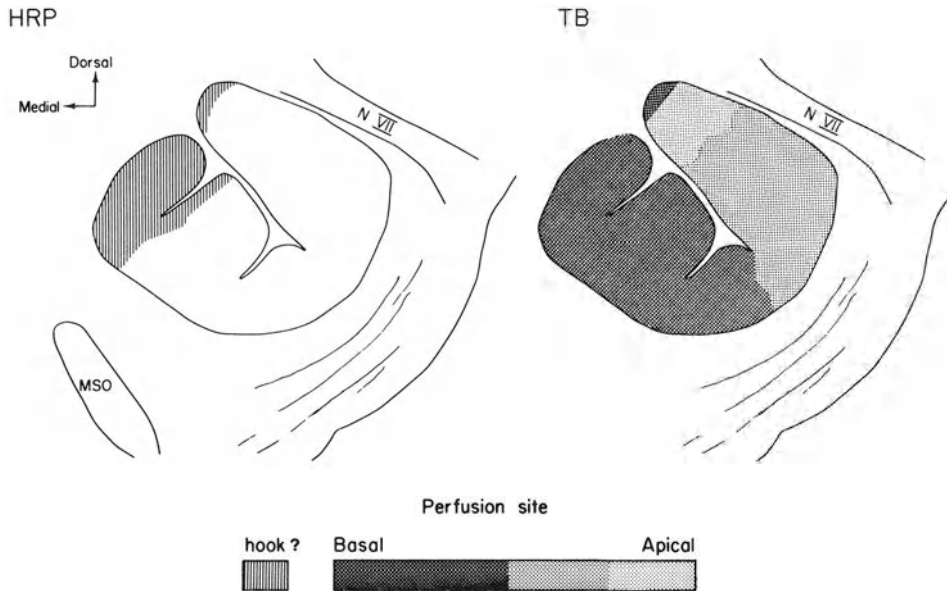 HRP
TB
Dorsal
Medial
N VII
N VII
MSO
Perfusion site
hook ?
Basal
Apical